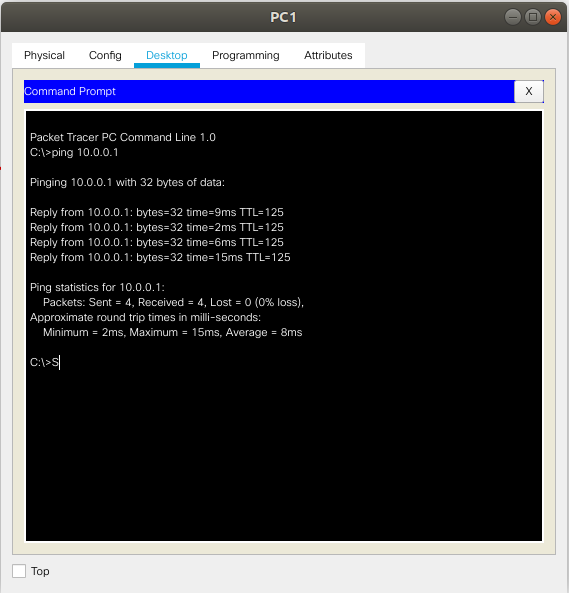 PC1
Physical Config Desktop Programming Attributes
Command Prompt X
Packet Tracer PC Command Line 1.0
C:\>ping 10.0.0.1
Pinging 10.0.0.1 with 32 bytes of data:
Reply from 10.0.0.1: bytes=32 time=9ms TTL=125
Reply from 10.0.0.1: bytes=32 time=2ms TTL=125
Reply from 10.0.0.1: bytes=32 time=6ms TTL=125
Reply from 10.0.0.1: bytes=32 time=15ms TTL=125
Ping statistics for 10.0.0.1:
Packets: Sent = 4, Received = 4, Lost = 0 (0% loss),
Approximate round trip times in milli-seconds:
Minimum = 2ms, Maximum = 15ms, Average = 8ms
C:\>S
Top